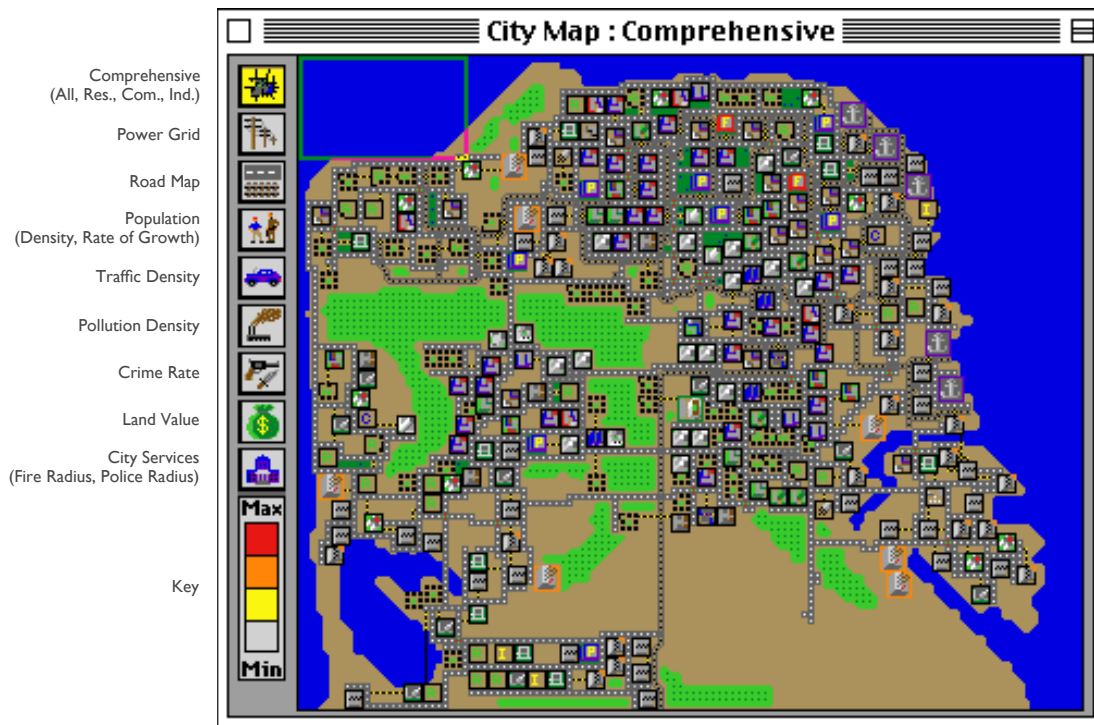 City Map : Comprehensive
Comprehensive
(All, Res., Com., Ind.)
Power Grid
Road Map
Population
(Density, Rate of Growth)
Traffic Density
Pollution Density
Crime Rate
Land Value
City Services
(Fire Radius, Police Radius)
Max
Key
Min